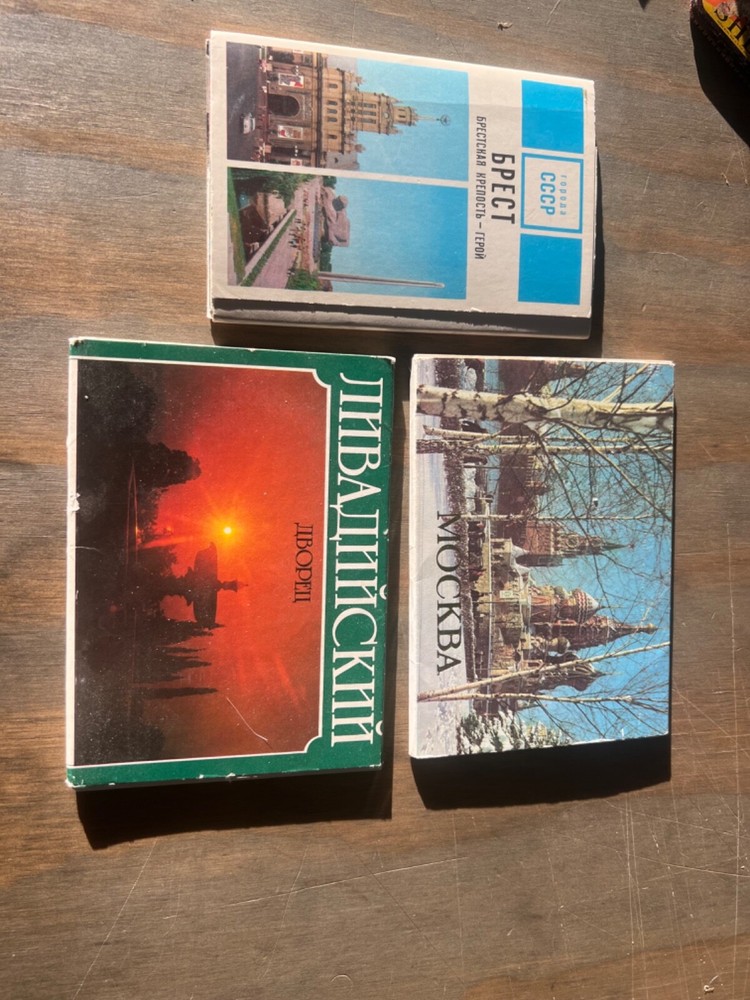 города
СССР
БРЕСТ
БРЕСТСКАЯ КРЕПОСТЬ – ГЕРОЙ
ЛИВАДИЙСКИЙ
ДВОРЕЦ
МОСКВА